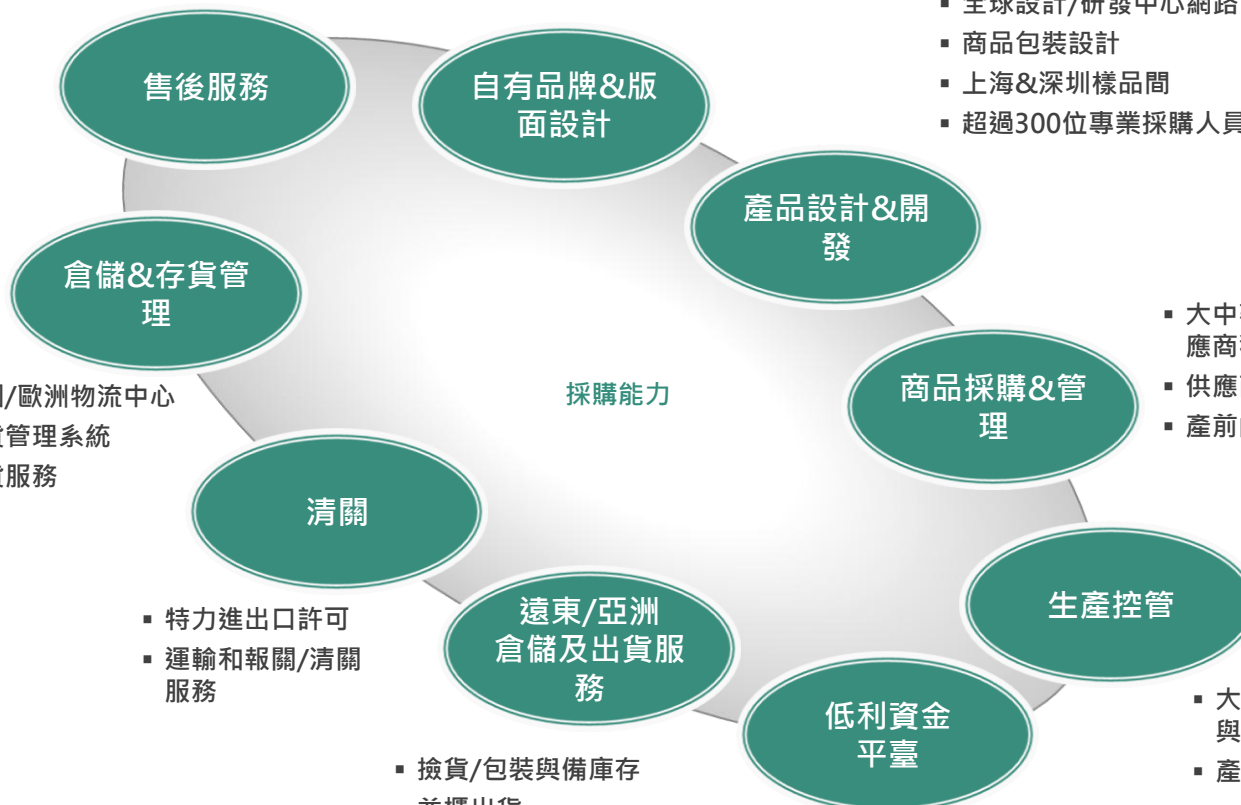 全球設計/研發中心網路
商品包裝設計
上海&深圳樣品間
超過300位專業採購人員
售後服務
自有品牌&版
面設計
產品設計&開
發
倉儲&存貨管
理
/歐洲物流中心
管理系統
服務
採購能力
商品採購&管
理
大中
應商
供應
產前
清關
特力進出口許可
運輸和報關/清關
服務
遠東/亞洲
倉儲及出貨服
務
生產控管
低利資金
平臺
大
與
產
撿貨/包裝與備庫存